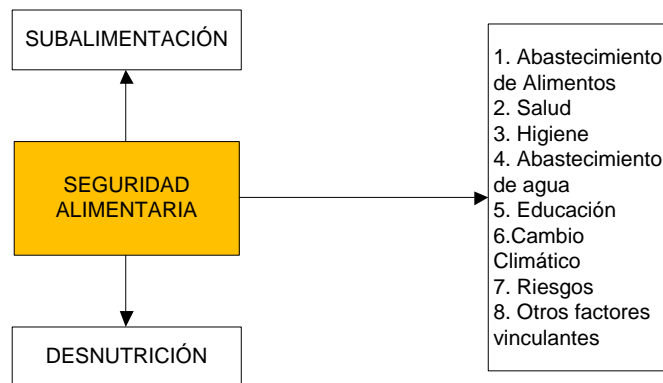 SUBALIMENTACIÓN
SEGURIDAD
ALIMENTARIA
DESNUTRICIÓN
1. Abastecimiento
de Alimentos
2. Salud
3. Higiene
4. Abastecimiento
de agua
5. Educación
6.Cambio
Climático
7. Riesgos
8. Otros factores
vinculantes